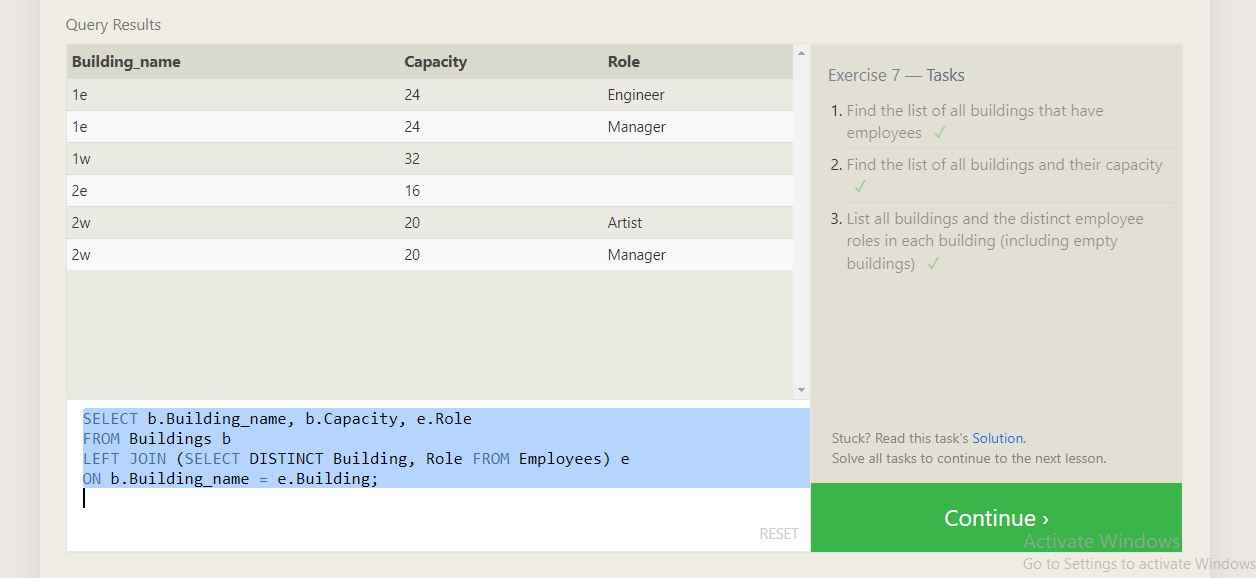 Query Results
Building_name Capacity Role
1e 24 Engineer
1e 24 Manager
1w 32
2e 16
2w 20 Artist
2w 20 Manager
SELECT b.Building_name, b.Capacity, e.Role
FROM Buildings b
LEFT JOIN (SELECT DISTINCT Building, Role FROM Employees) e
ON b.Building_name = e.Building;
RESET
Exercise 7 — Tasks
1. Find the list of all buildings that have
employees ✓
2. Find the list of all buildings and their capacity
✓
3. List all buildings and the distinct employee
roles in each building (including empty
buildings) ✓
Stuck? Read this task's Solution.
Solve all tasks to continue to the next lesson.
Continue ›
Activate Windows
Go to Settings to activate Windows